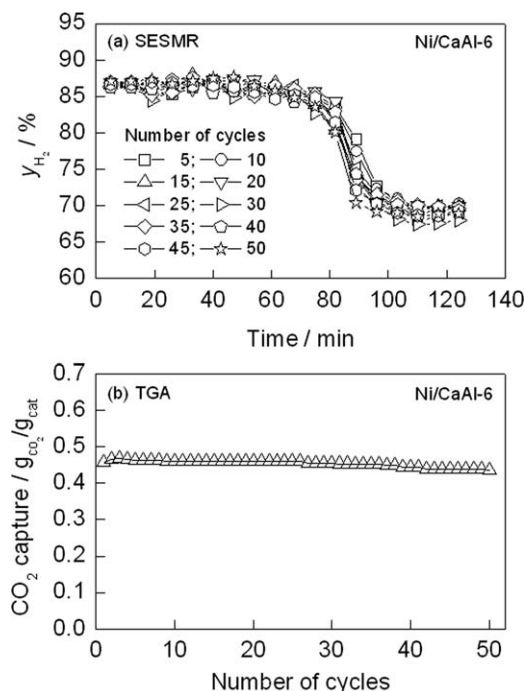 (a) SESMR Ni/CaAl-6
95
90
85
80
75
70
65
60
y_H₂ / %
Number of cycles
5; 10
15; 20
25; 30
35; 40
45; 50
0 20 40 60 80 100 120 140
Time / min
(b) TGA Ni/CaAl-6
0.7
0.6
0.5
0.4
0.3
0.2
0.1
0.0
CO₂ capture / g_co₂/g_cat
0 10 20 30 40 50
Number of cycles